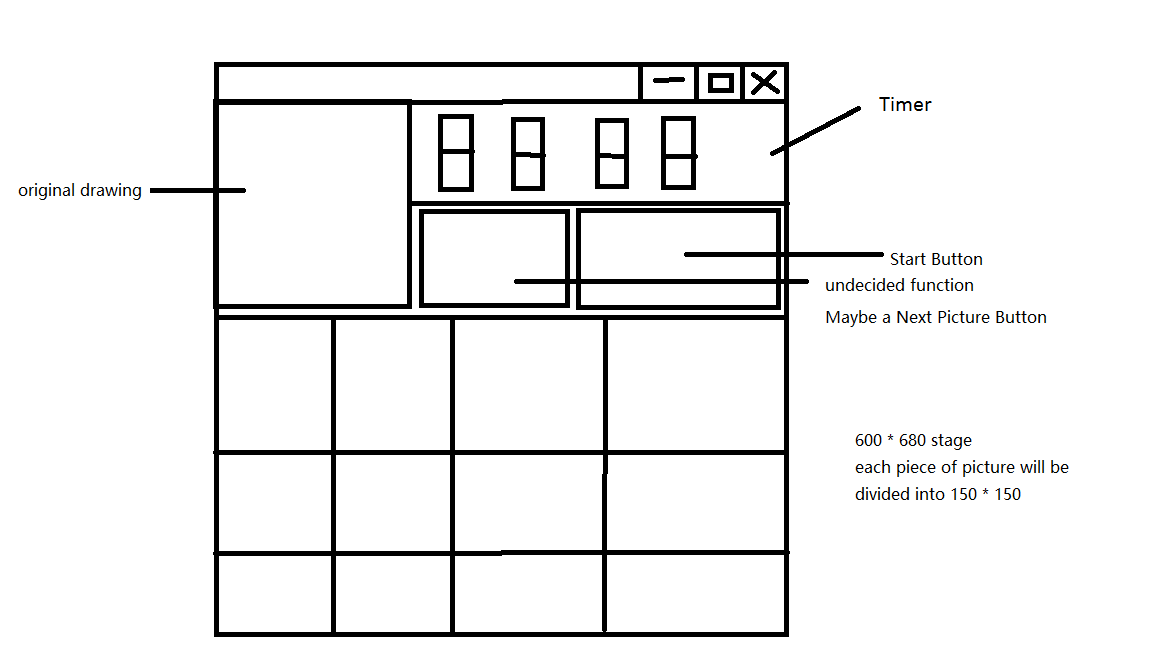 Timer
original drawing
Start Button
undecided function
Maybe a Next Picture Button
600 * 680 stage
each piece of picture will be
divided into 150 * 150